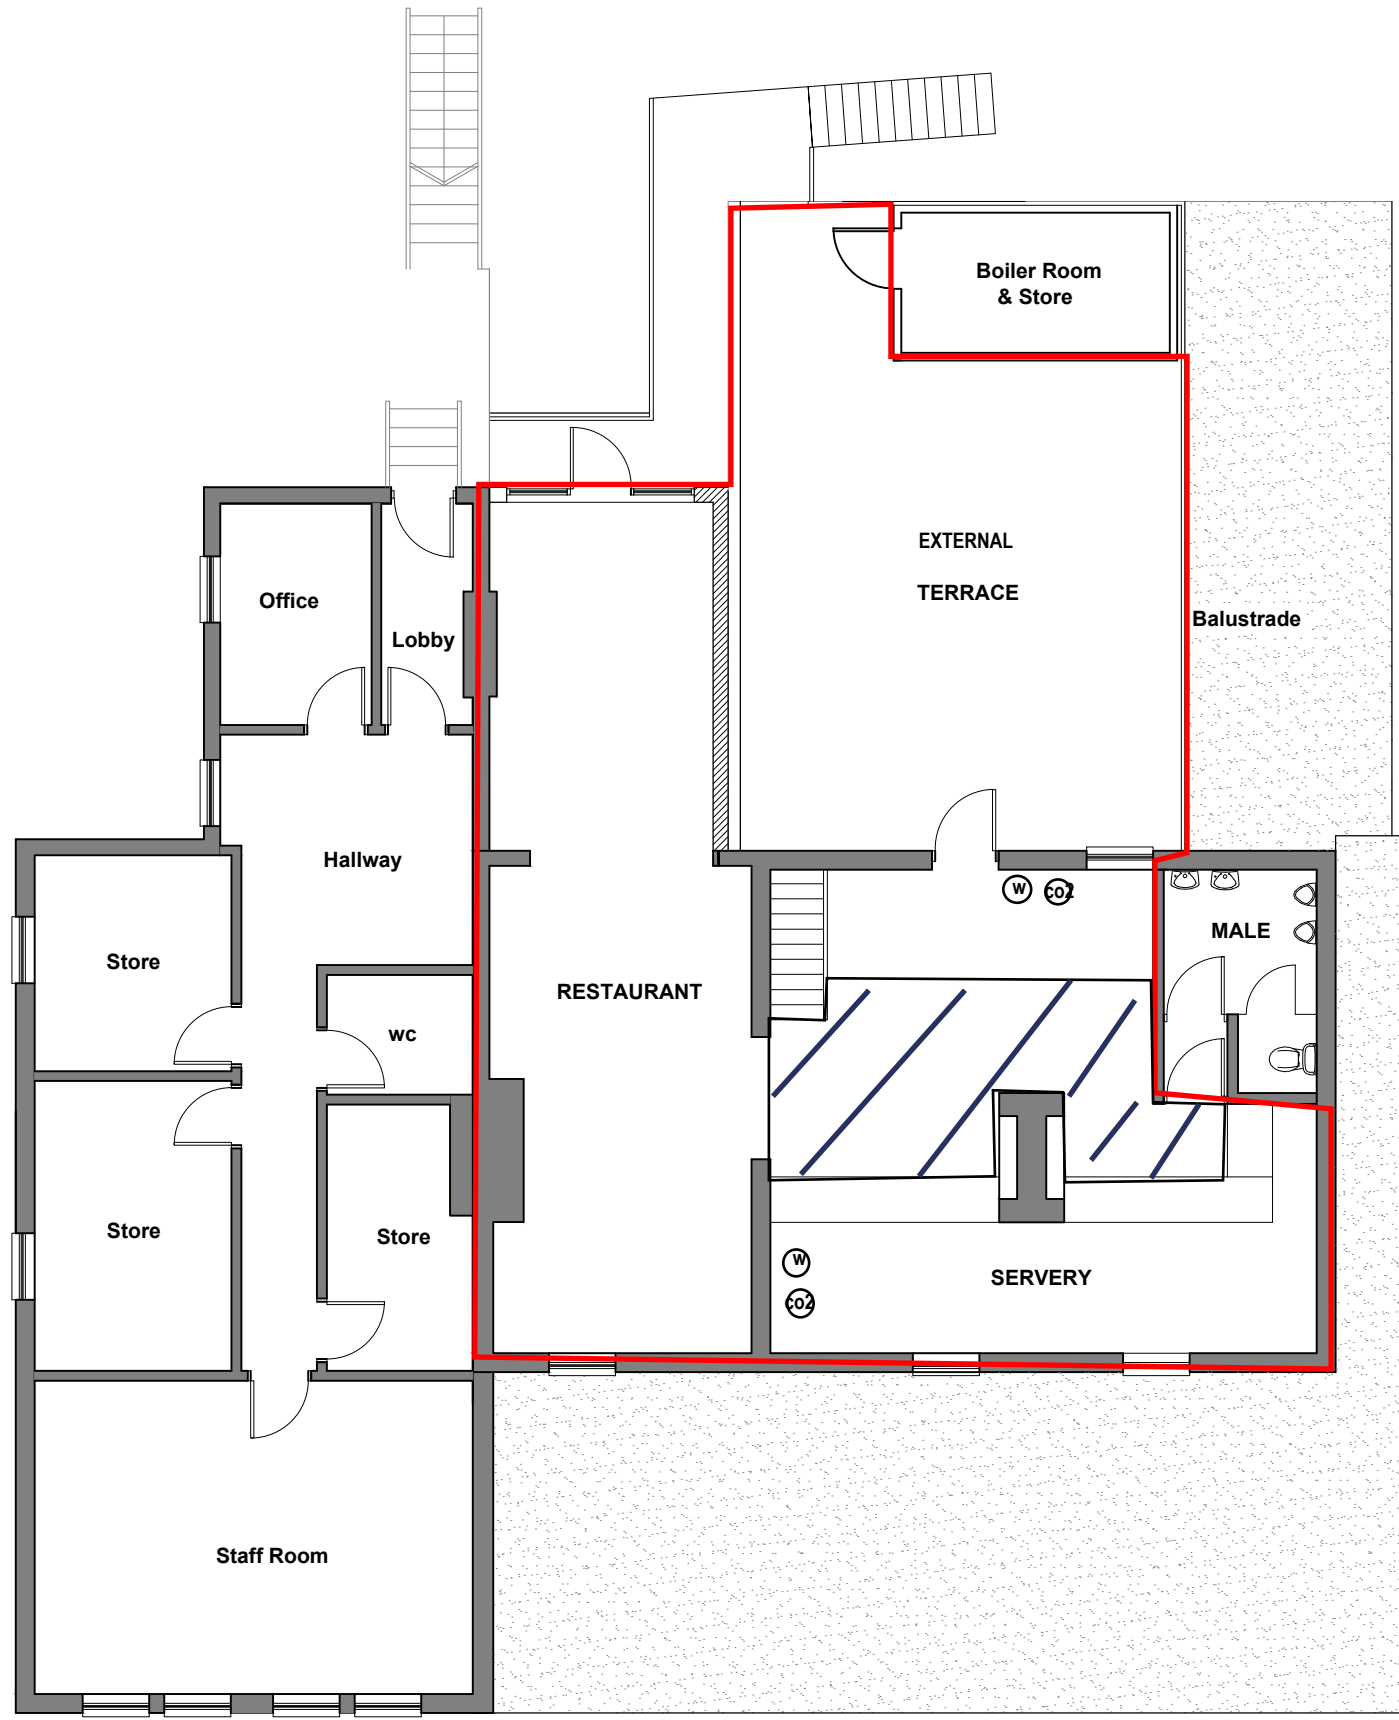 Boiler Room
& Store
EXTERNAL
TERRACE
Office
Balustrade
Lobby
Hallway
W
co2
MALE
Store
RESTAURANT
wc
Store
Store
W
co2
SERVERY
Staff Room